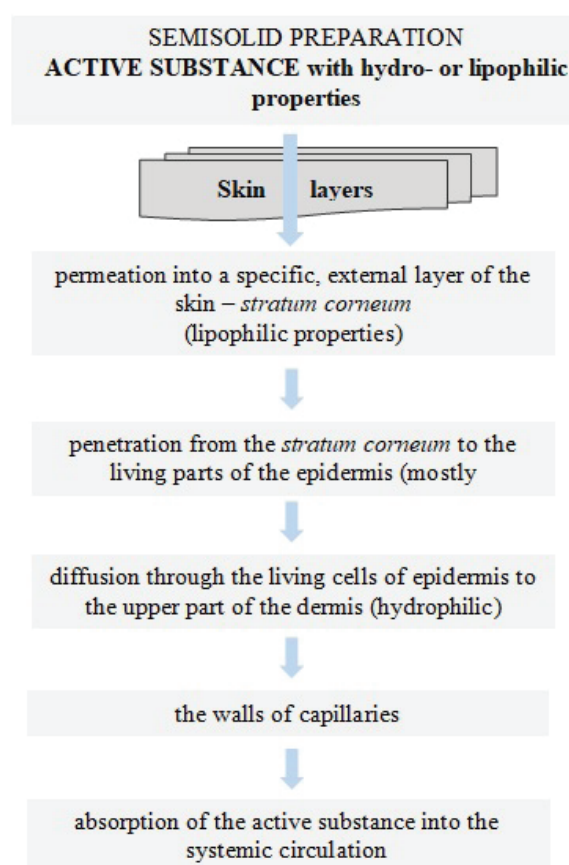 SEMISOLID PREPARATION
ACTIVE SUBSTANCE with hydro- or lipophilic
properties
Skin layers
permeation into a specific, external layer of the
skin – stratum corneum
(lipophilic properties)
penetration from the stratum corneum to the
living parts of the epidermis (mostly
diffusion through the living cells of epidermis to
the upper part of the dermis (hydrophilic)
the walls of capillaries
absorption of the active substance into the
systemic circulation